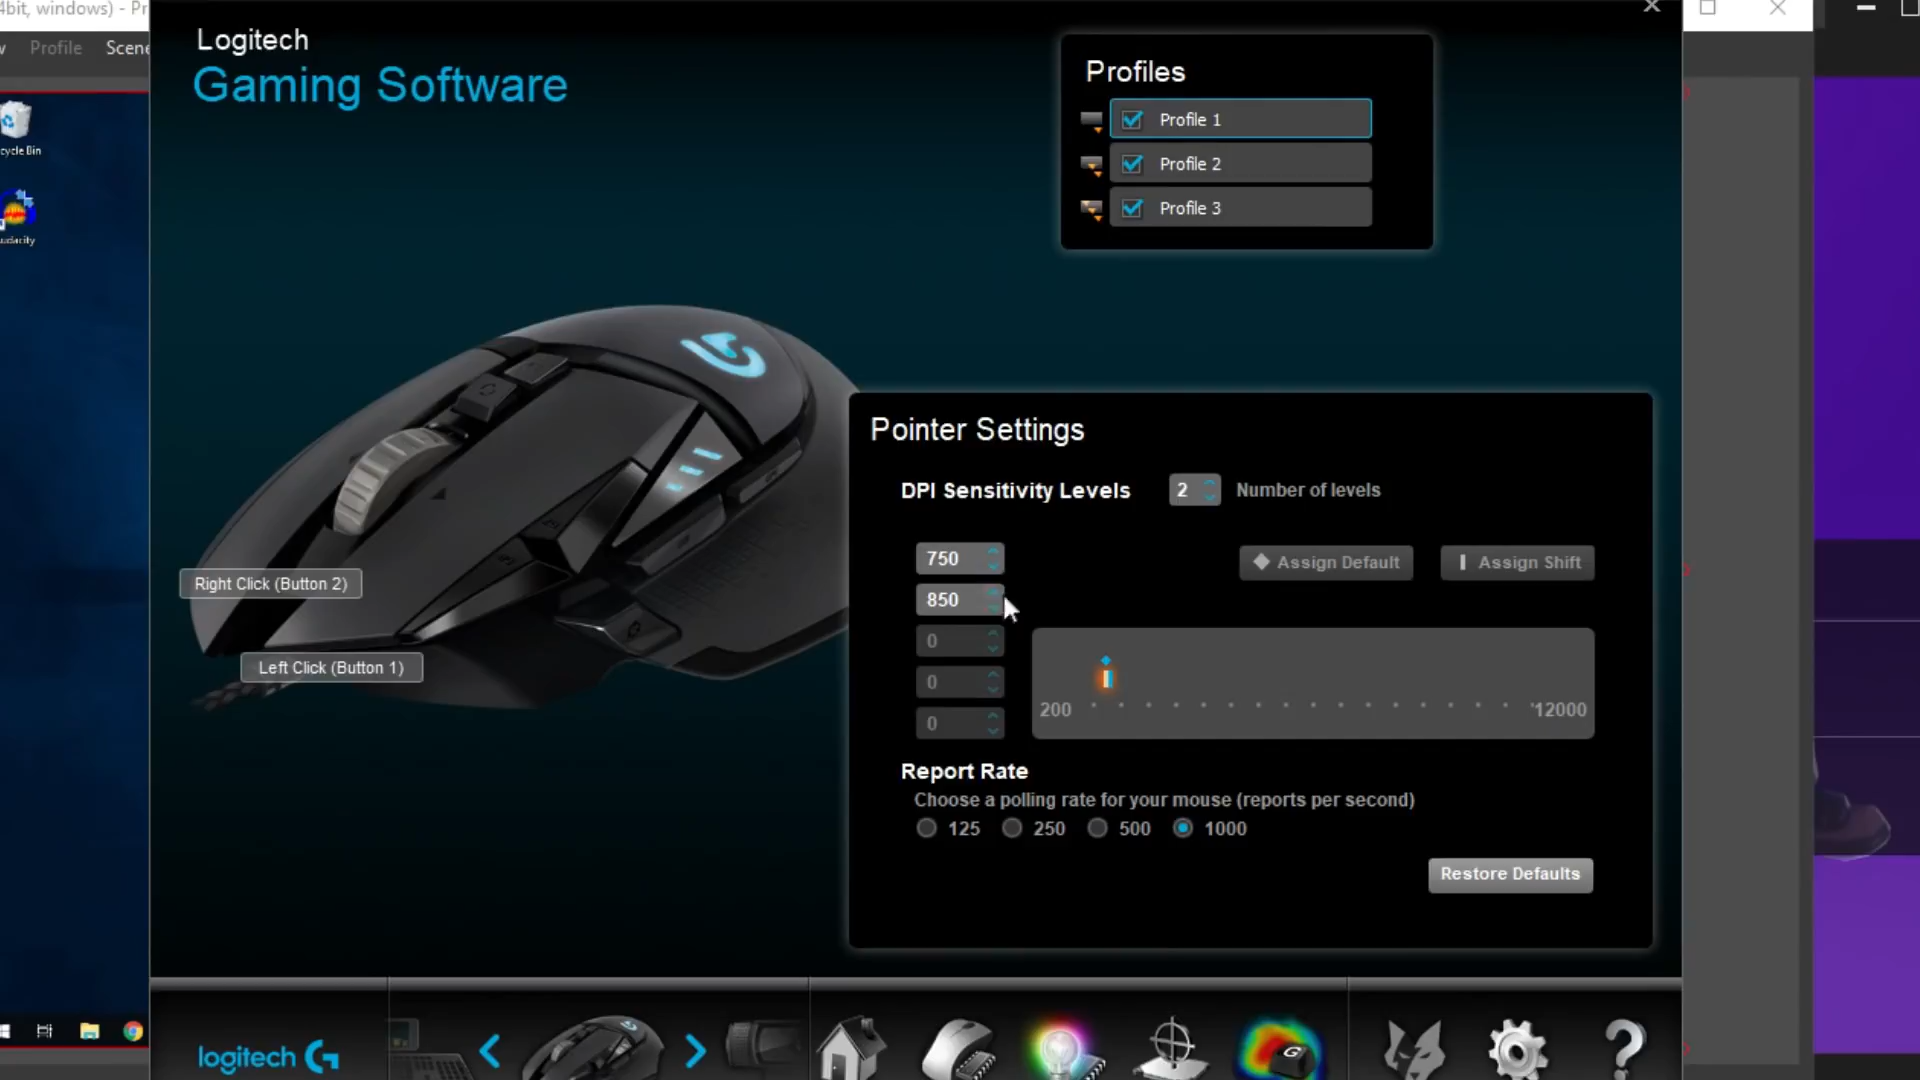 4bit, windows) - Pr
Profile Scene
Recycle Bin
Audacity
Logitech
Gaming Software
Profiles
Profile 1
Profile 2
Profile 3
Right Click (Button 2)
Left Click (Button 1)
Pointer Settings
DPI Sensitivity Levels 2 Number of levels
750
Assign Default Assign Shift
850
0
0
0
200 12000
Report Rate
Choose a polling rate for your mouse (reports per second)
125 250 500 1000
Restore Defaults
logitech G
G
?